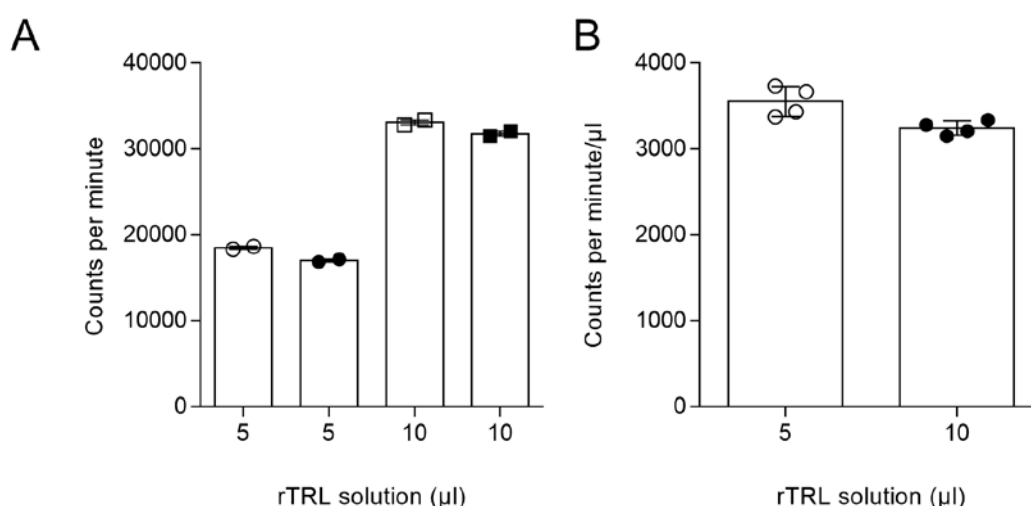 A
Counts per minute
40000
30000
20000
10000
0
5
5
10
10
rTRL solution (µl)
B
Counts per minute/µl
4000
3000
2000
1000
0
5
10
rTRL solution (µl)